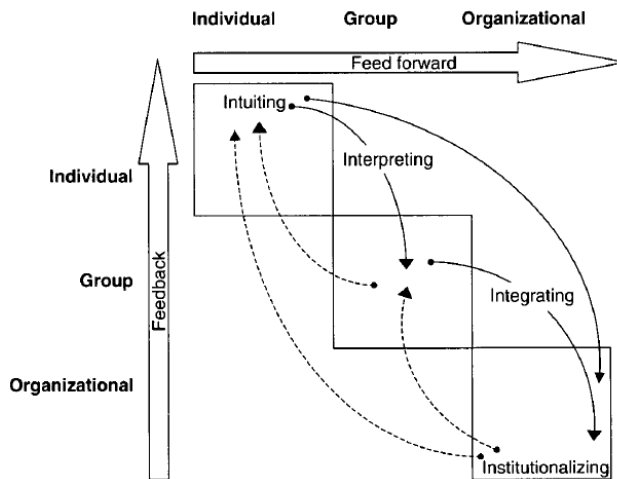 Individual Group Organizational
Feed forward
Intuiting
Interpreting
Individual
Group
Feedback
Integrating
Organizational
Institutionalizing